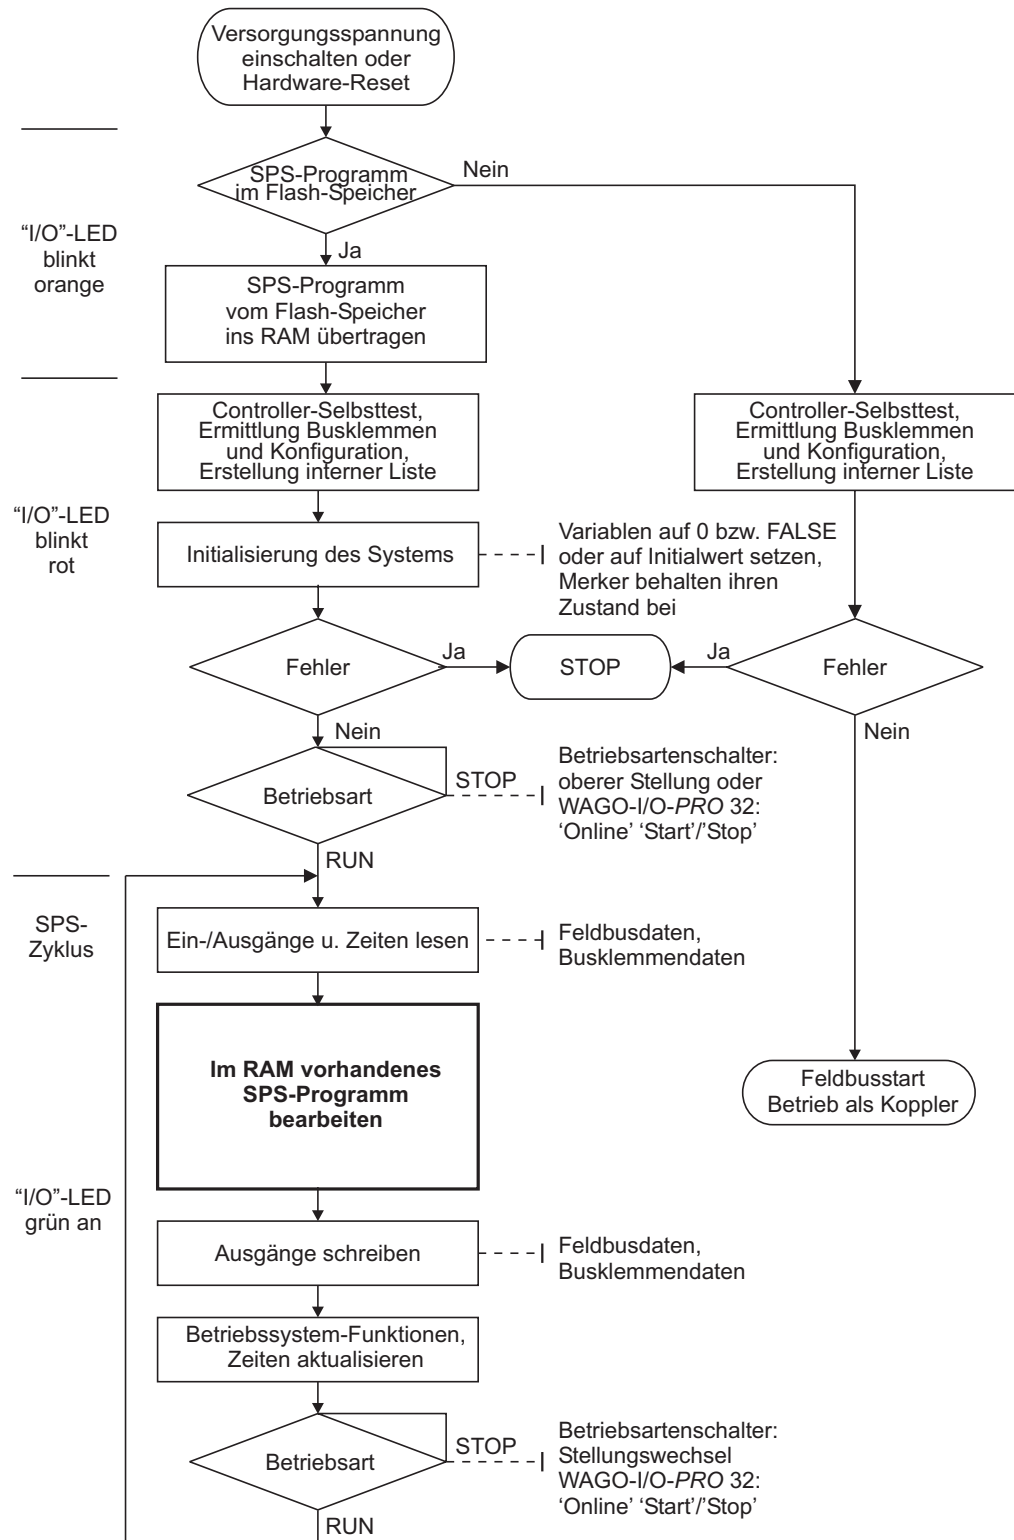 Versorgungsspannung
einschalten oder
Hardware-Reset
SPS-Programm
im Flash-Speicher
Nein
Ja
“I/O”-LED
blinkt
orange
SPS-Programm
vom Flash-Speicher
ins RAM übertragen
Controller-Selbsttest,
Ermittlung Busklemmen
und Konfiguration,
Erstellung interner Liste
Controller-Selbsttest,
Ermittlung Busklemmen
und Konfiguration,
Erstellung interner Liste
“I/O”-LED
blinkt
rot
Initialisierung des Systems
Variablen auf 0 bzw. FALSE
oder auf Initialwert setzen,
Merker behalten ihren
Zustand bei
Fehler
Ja
STOP
Ja
Fehler
Nein
Nein
Betriebsart
STOP
Betriebsartenschalter:
oberer Stellung oder
WAGO-I/O-PRO 32:
‘Online’ ‘Start’/’Stop’
RUN
SPS-
Zyklus
Ein-/Ausgänge u. Zeiten lesen
Feldbusdaten,
Busklemmendaten
Im RAM vorhandenes
SPS-Programm
bearbeiten
Feldbusstart
Betrieb als Koppler
“I/O”-LED
grün an
Ausgänge schreiben
Feldbusdaten,
Busklemmendaten
Betriebssystem-Funktionen,
Zeiten aktualisieren
Betriebsart
STOP
Betriebsartenschalter:
Stellungswechsel
WAGO-I/O-PRO 32:
‘Online’ ‘Start’/’Stop’
RUN